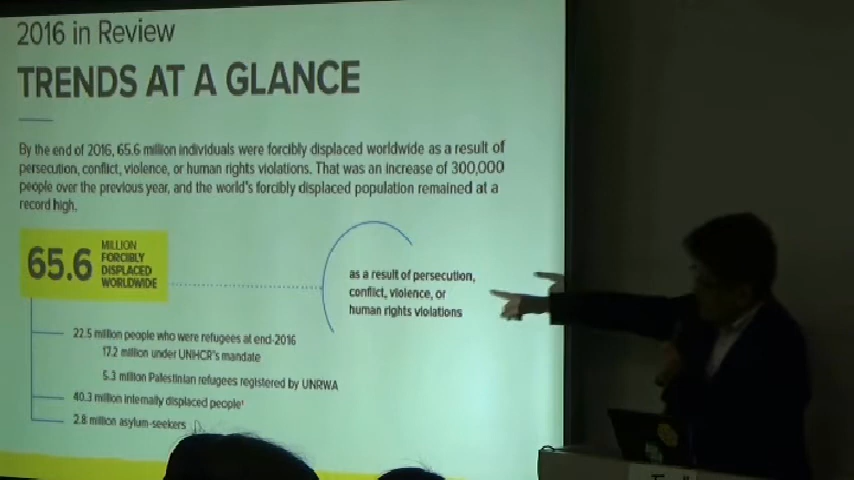 2016 in Review
TRENDS AT A GLANCE
By the end of 2016, 65.6 million individuals were forcibly displaced worldwide as a result of
persecution, conflict, violence, or human rights violations. That was an increase of 300,000
people over the previous year, and the world's forcibly displaced population remained at a
record high.
65.6
MILLION
FORCIBLY
DISPLACED
WORLDWIDE
as a result of persecution,
conflict, violence, or
human rights violations
22.5 million people who were refugees at end-2016
17.2 million under UNHCR's mandate
5.3 million Palestinian refugees registered by UNRWA
40.3 million internally displaced people¹
2.8 million asylum-seekers